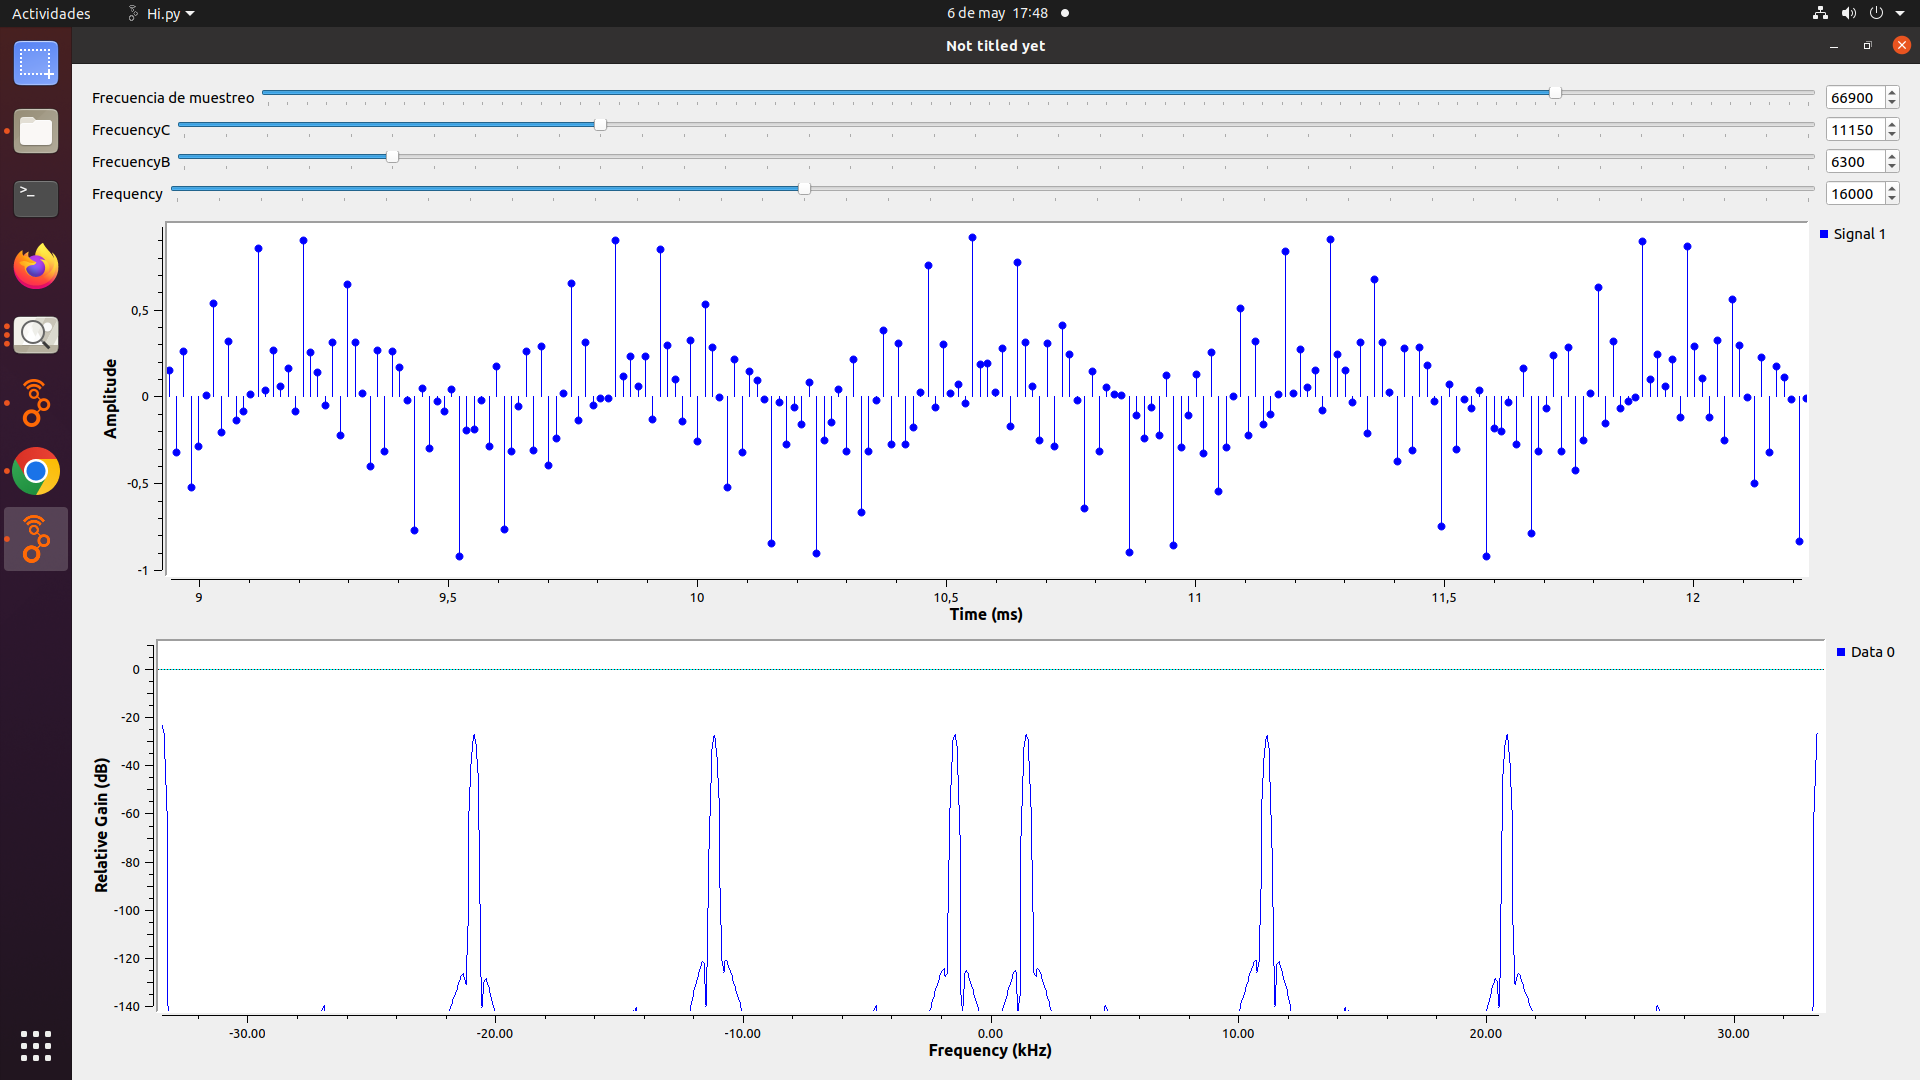 Actividades Hi.py 6 de may 17:48
Not titled yet
Frecuencia de muestreo 66900
FrecuencyC 11150
FrecuencyB 6300
Frequency 16000
Signal 1
0,5
0
-0,5
-1
Amplitude
9 9,5 10 10,5 11 11,5 12
Time (ms)
Data 0
0
-20
-40
-60
-80
-100
-120
-140
Relative Gain (dB)
-30.00 -20.00 -10.00 0.00 10.00 20.00 30.00
Frequency (kHz)